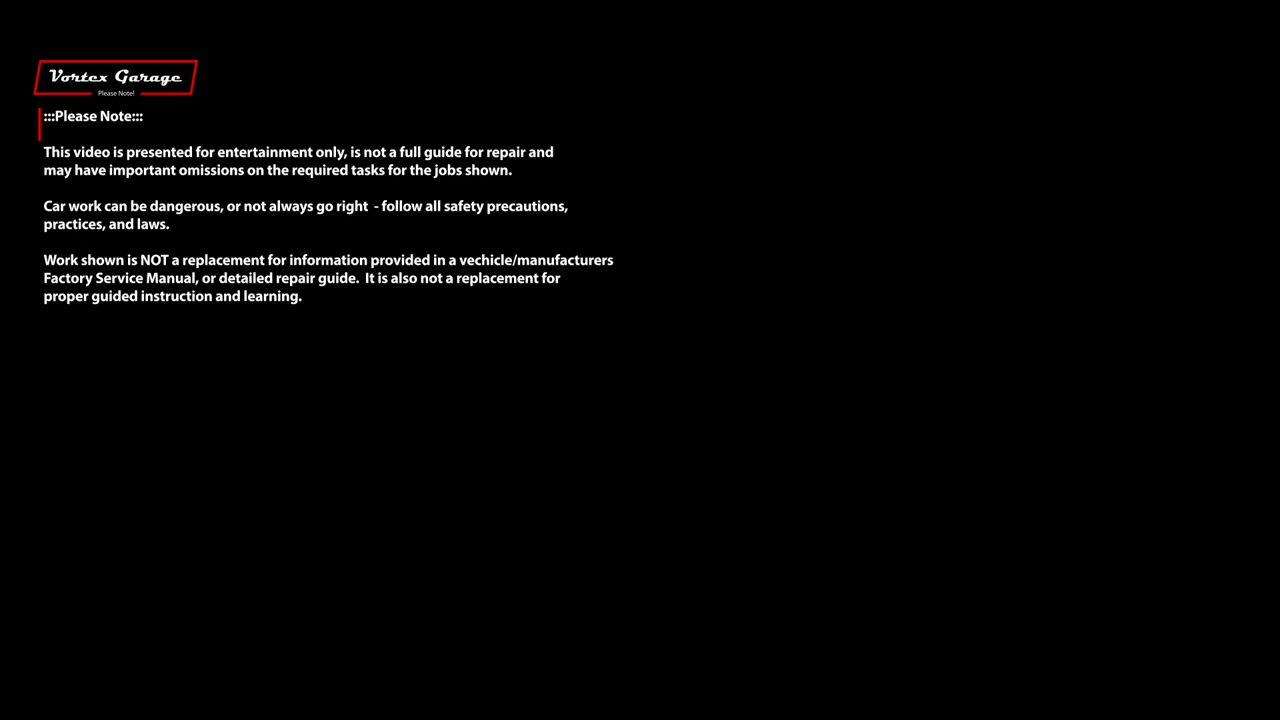 Vortex Garage
Please Note!
:::Please Note:::
This video is presented for entertainment only, is not a full guide for repair and
may have important omissions on the required tasks for the jobs shown.
Car work can be dangerous, or not always go right  - follow all safety precautions,
practices, and laws.
Work shown is NOT a replacement for information provided in a vechicle/manufacturers
Factory Service Manual, or detailed repair guide.  It is also not a replacement for
proper guided instruction and learning.